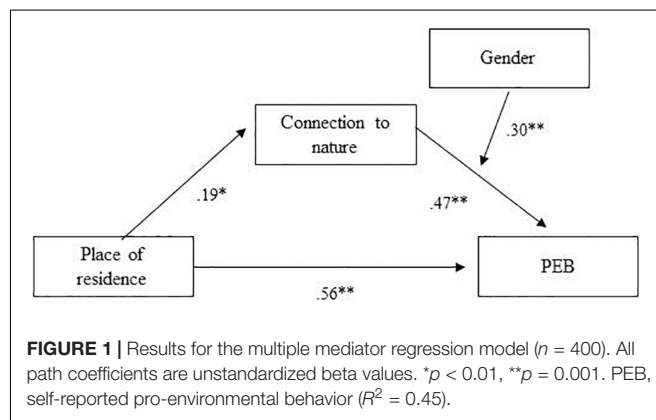 Gender
Connection to
nature
.30**
.19*
.47**
Place of
residence
PEB
.56**
FIGURE 1 | Results for the multiple mediator regression model (n = 400). All
path coefficients are unstandardized beta values. *p < 0.01, **p = 0.001. PEB,
self-reported pro-environmental behavior (R² = 0.45).